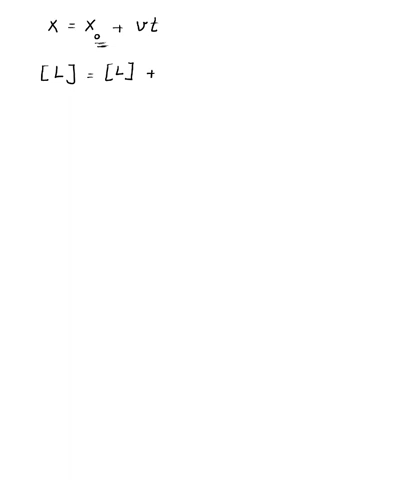 x = x₀ + vt
[L] = [L] +